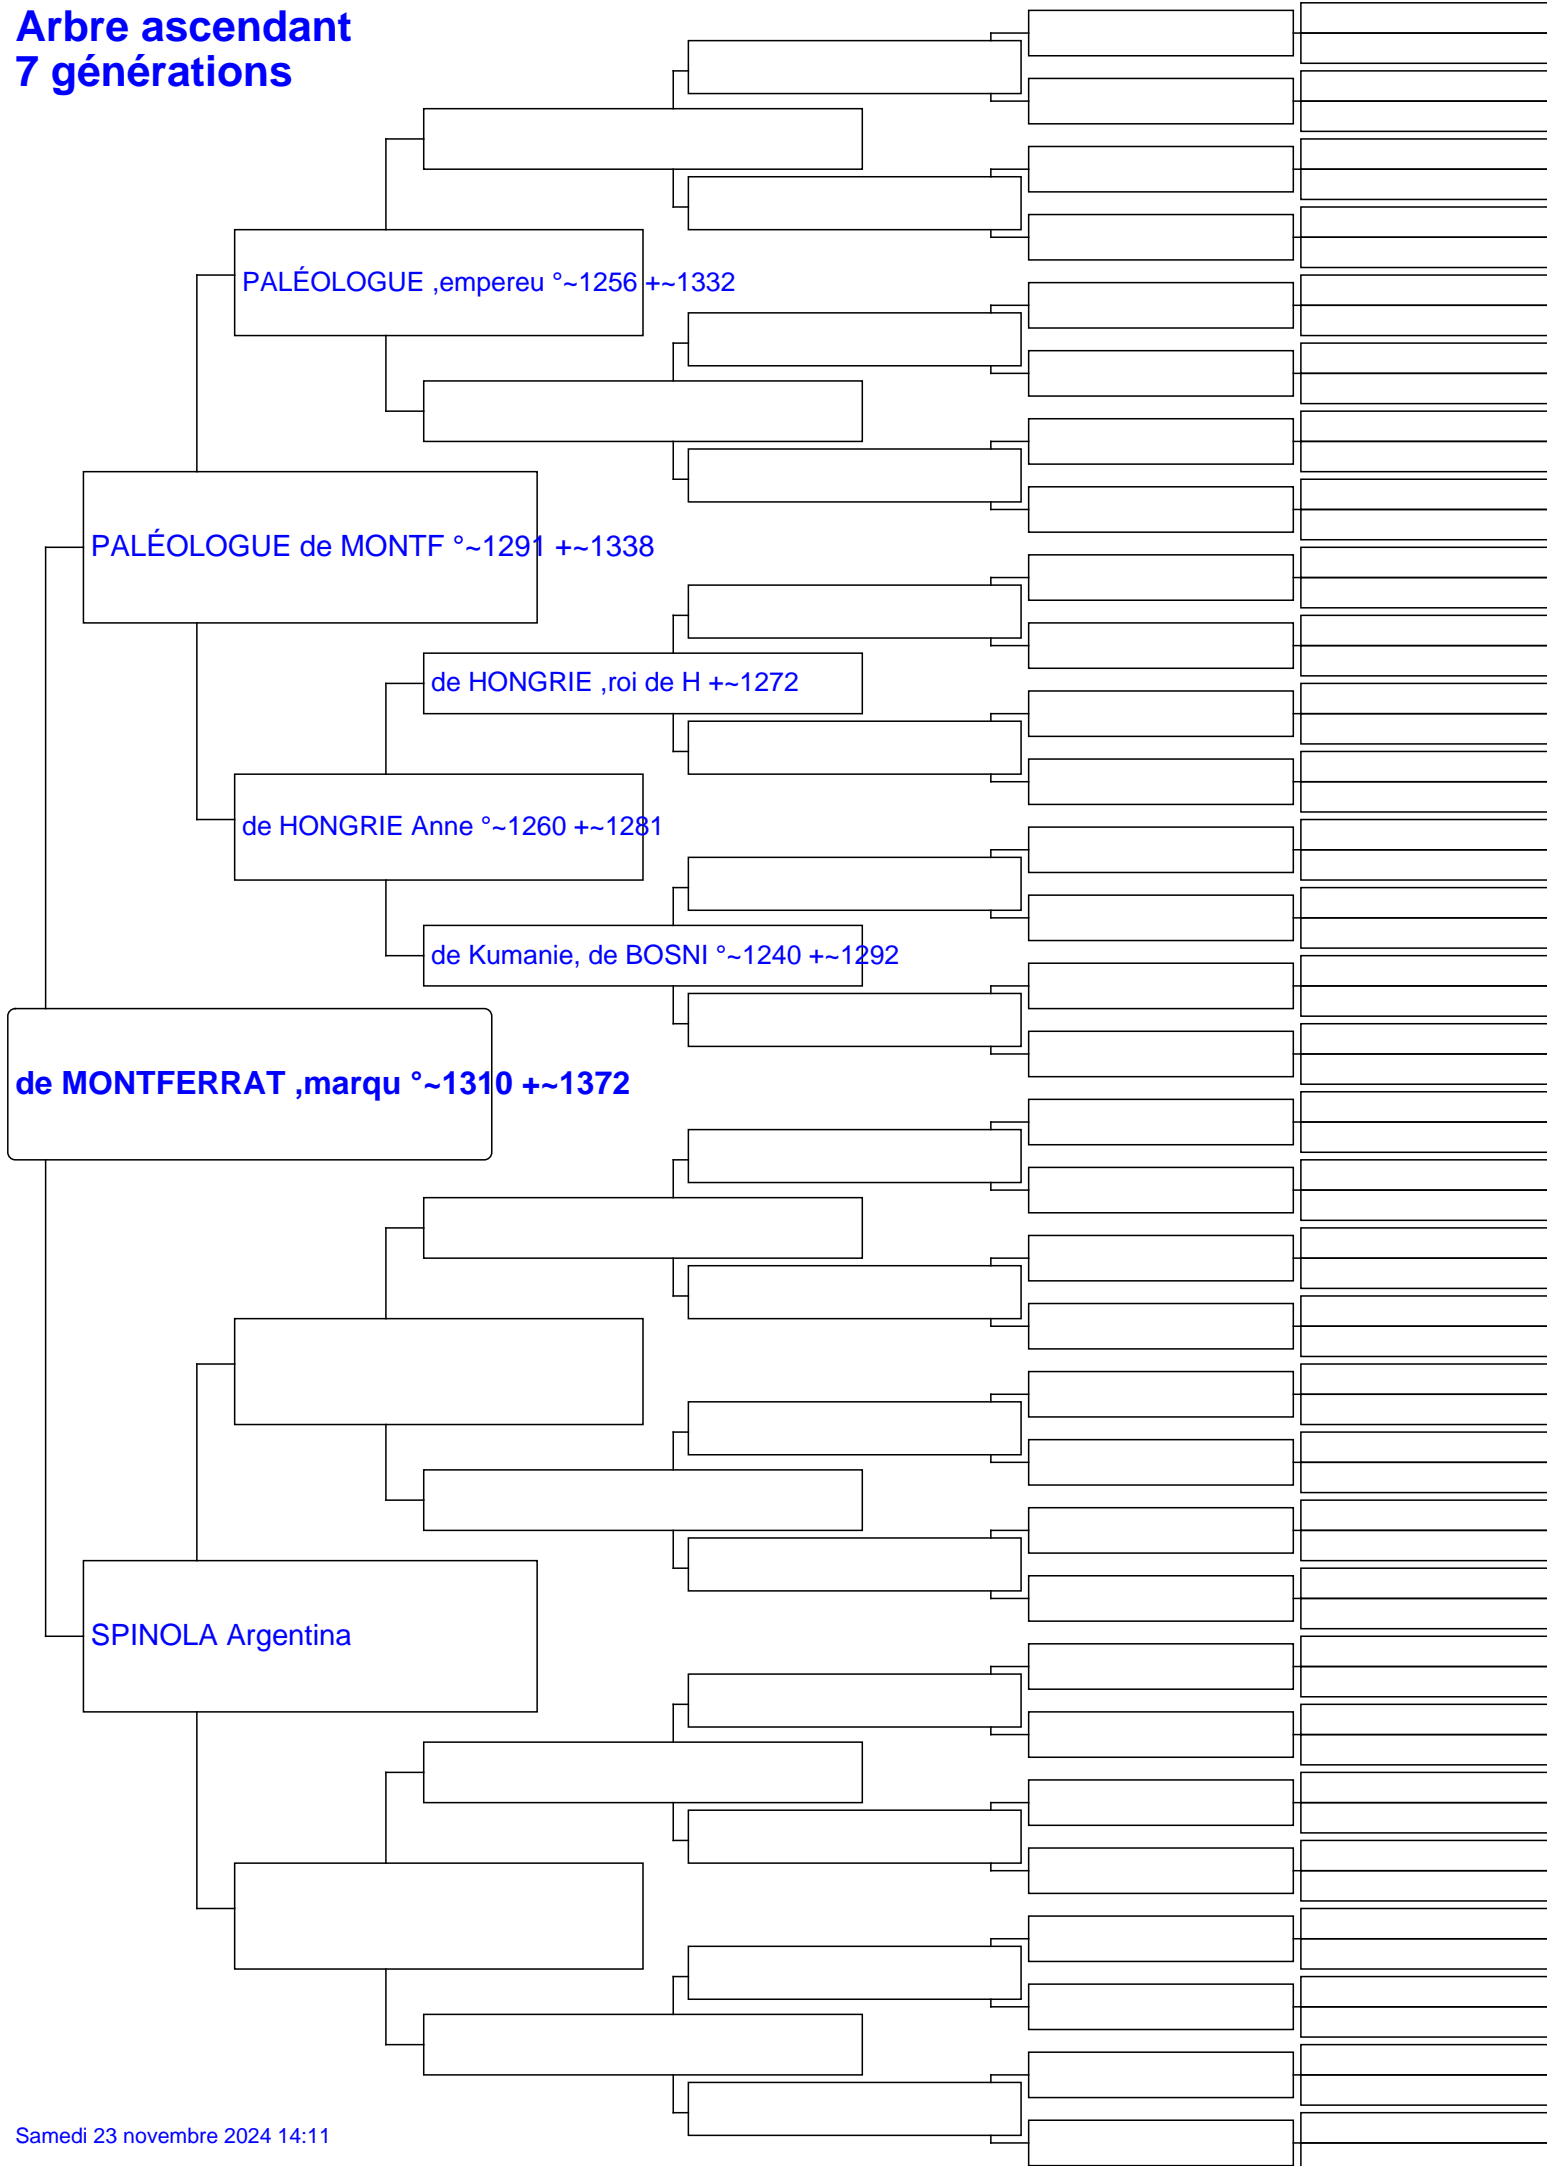 Arbre ascendant
7 générations
PALÉOLOGUE ,empereu °~1256 +~1332
PALÉOLOGUE de MONTF °~1291 +~1338
de HONGRIE ,roi de H +~1272
de HONGRIE Anne °~1260 +~1281
de Kumanie, de BOSNI °~1240 +~1292
de MONTFERRAT ,marqu °~1310 +~1372
SPINOLA Argentina
Samedi 23 novembre 2024 14:11